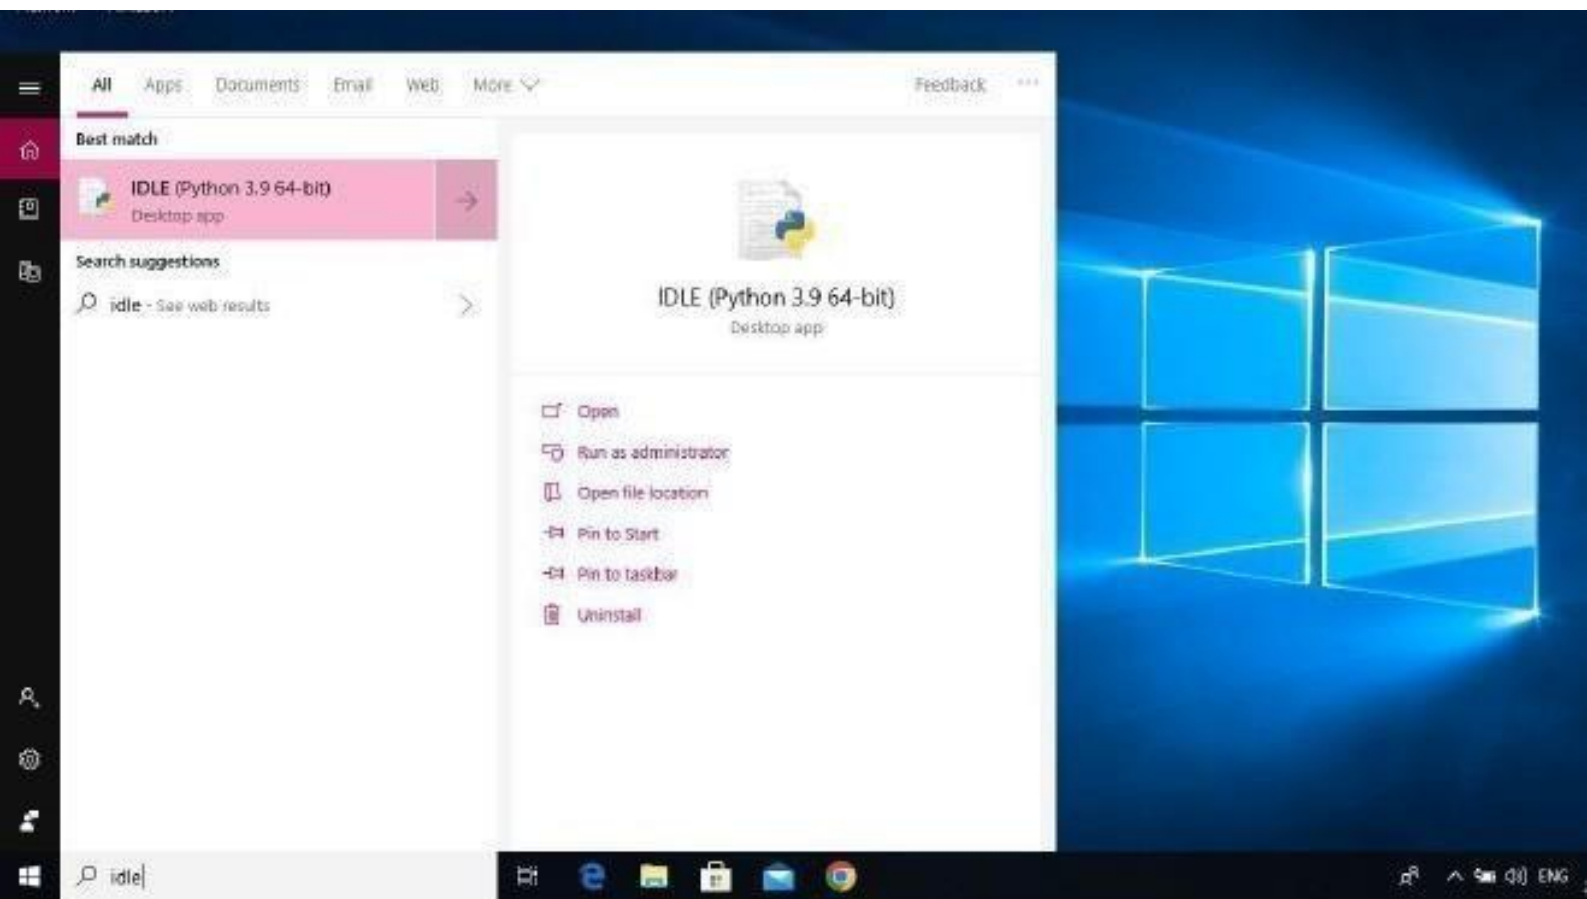 All Apps Documents Email Web More Feedback ...
Best match
IDLE (Python 3.9 64-bit)
Desktop app
Search suggestions
idle - See web results
IDLE (Python 3.9 64-bit)
Desktop app
Open
Run as administrator
Open file location
Pin to Start
Pin to taskbar
Uninstall
idle
ENG